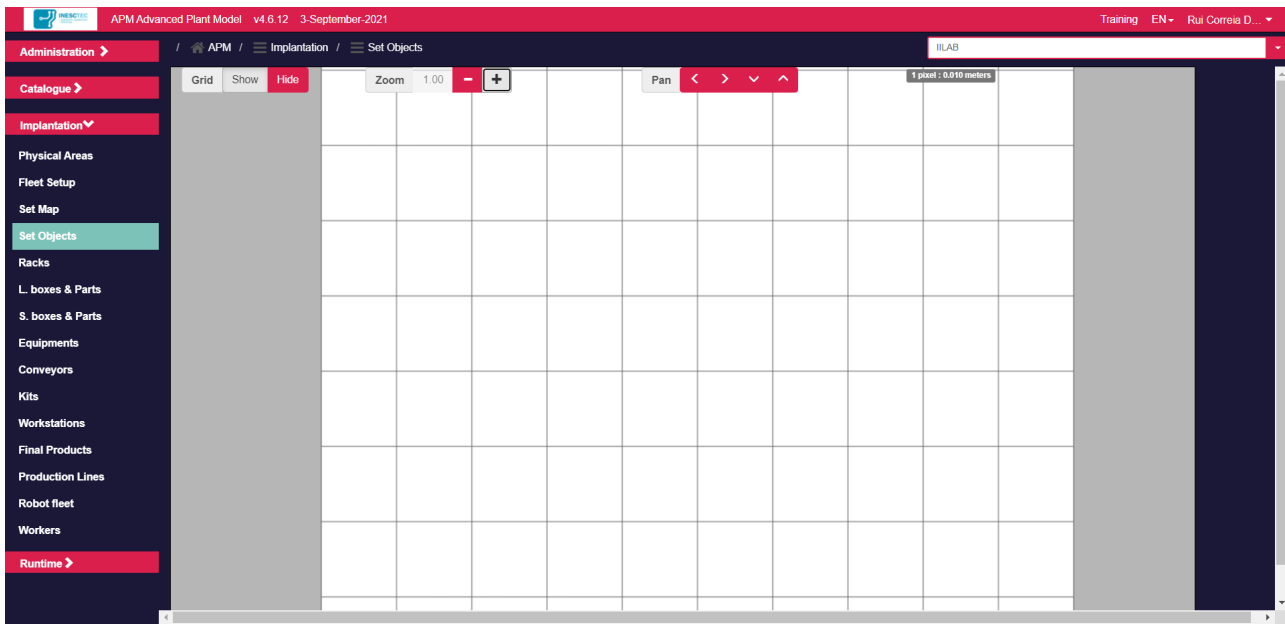 INESCTEC
APM Advanced Plant Model v4.6.12 3-September-2021
Training EN Rui Correia D...
Administration
/ APM / Implantation / Set Objects
IILAB
Catalogue
Grid Show Hide
Zoom 1.00 - +
Pan
1 pixel : 0.010 meters
Implantation
Physical Areas
Fleet Setup
Set Map
Set Objects
Racks
L. boxes & Parts
S. boxes & Parts
Equipments
Conveyors
Kits
Workstations
Final Products
Production Lines
Robot fleet
Workers
Runtime